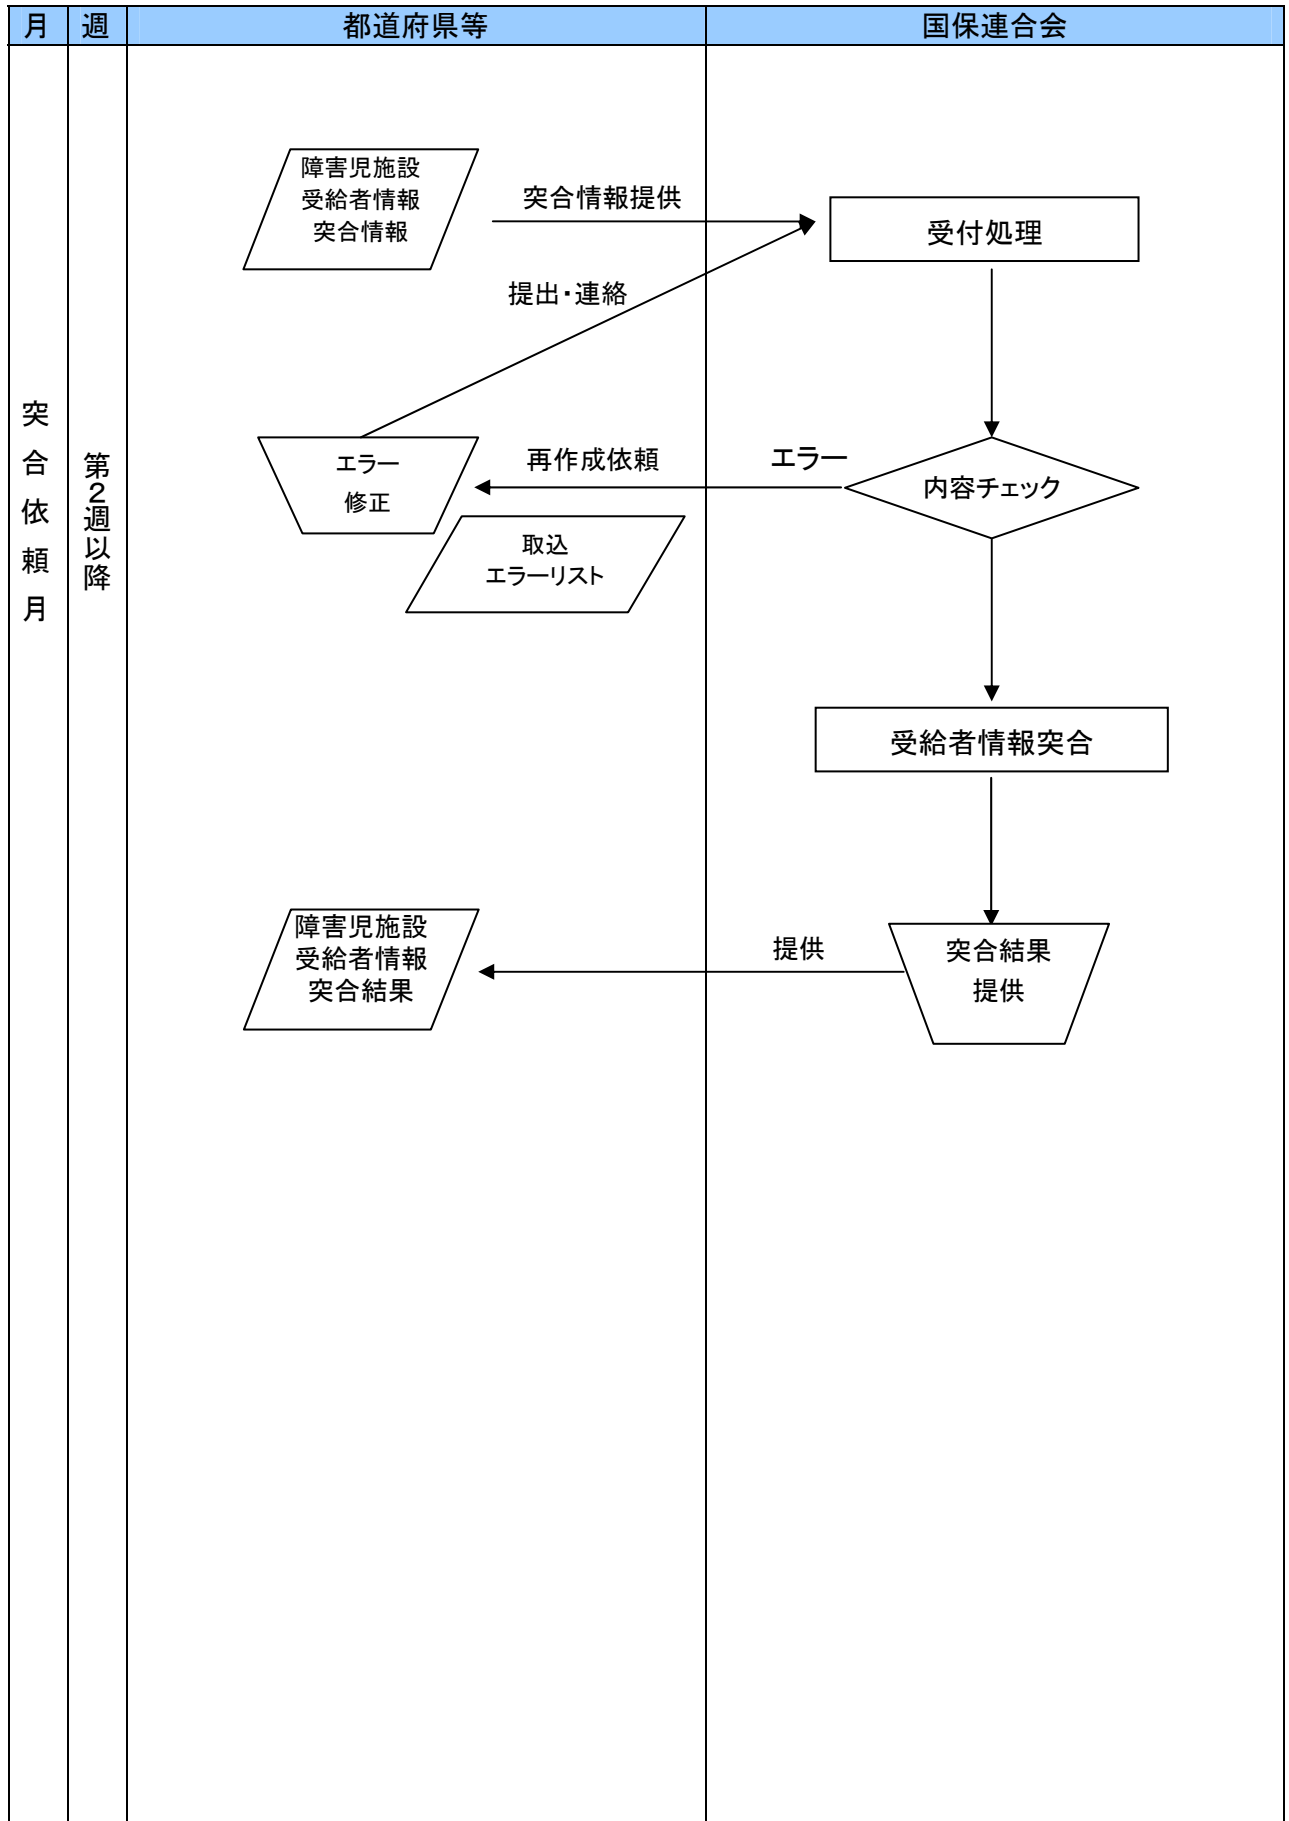 月 週 都道府県等 国保連合会
障害児施設
受給者情報
突合情報
突合情報提供
受付処理
提出・連絡
突合依頼月
第2週以降
エラー
修正
再作成依頼
エラー
内容チェック
取込
エラーリスト
受給者情報突合
障害児施設
受給者情報
突合結果
提供
突合結果
提供